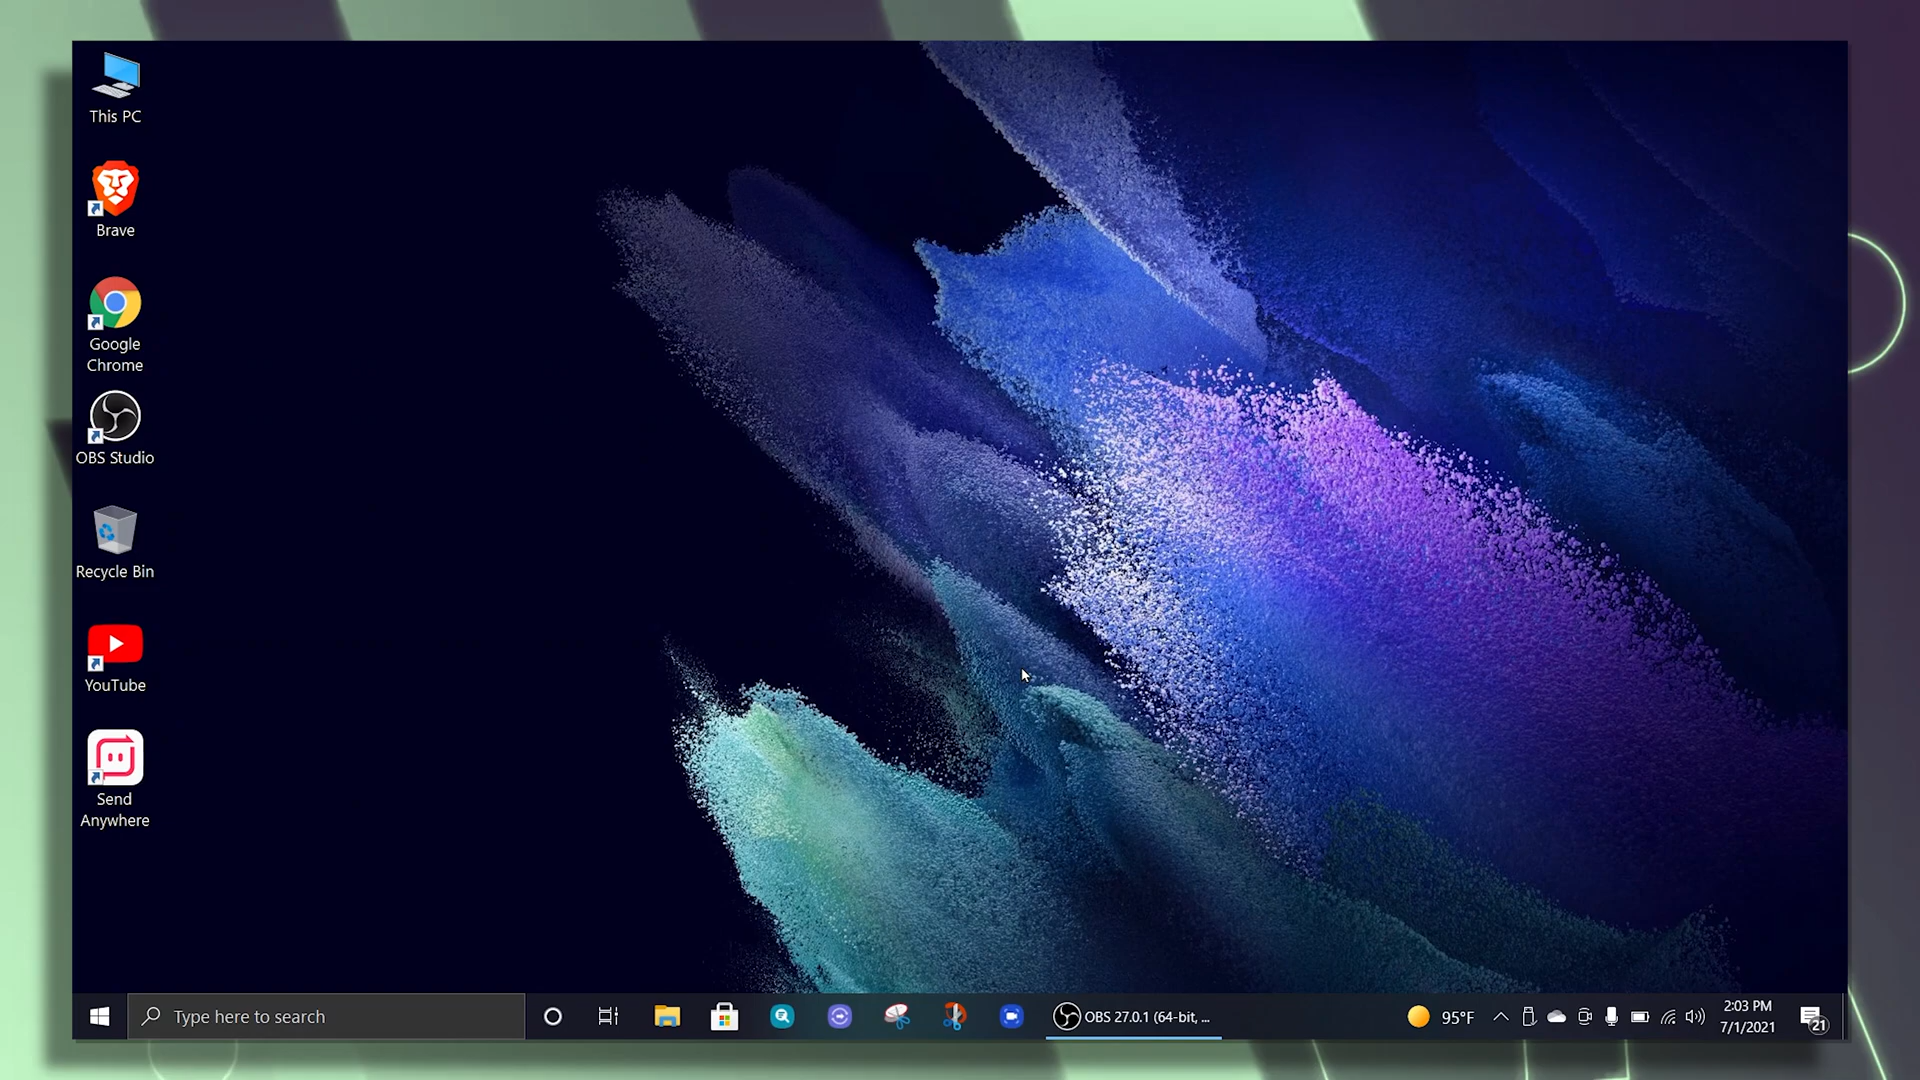 This PC
Brave
Google
Chrome
OBS Studio
Recycle Bin
YouTube
Send
Anywhere
Type here to search
OBS 27.0.1 (64-bit, ...
95°F
2:03 PM
7/1/2021
21